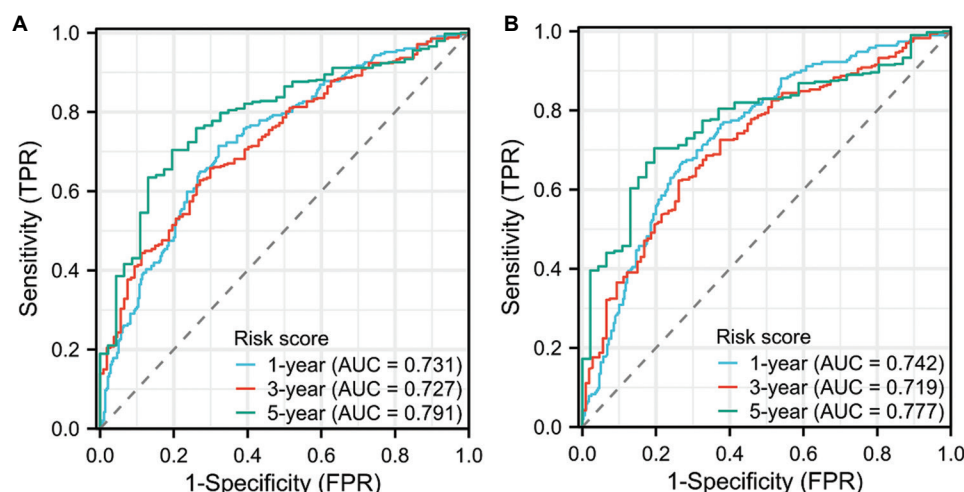 A
1.0
0.8
0.6
0.4
0.2
0.0
Sensitivity (TPR)
Risk score
1-year (AUC = 0.731)
3-year (AUC = 0.727)
5-year (AUC = 0.791)
0.0 0.2 0.4 0.6 0.8 1.0
1-Specificity (FPR)
B
1.0
0.8
0.6
0.4
0.2
0.0
Sensitivity (TPR)
Risk score
1-year (AUC = 0.742)
3-year (AUC = 0.719)
5-year (AUC = 0.777)
0.0 0.2 0.4 0.6 0.8 1.0
1-Specificity (FPR)